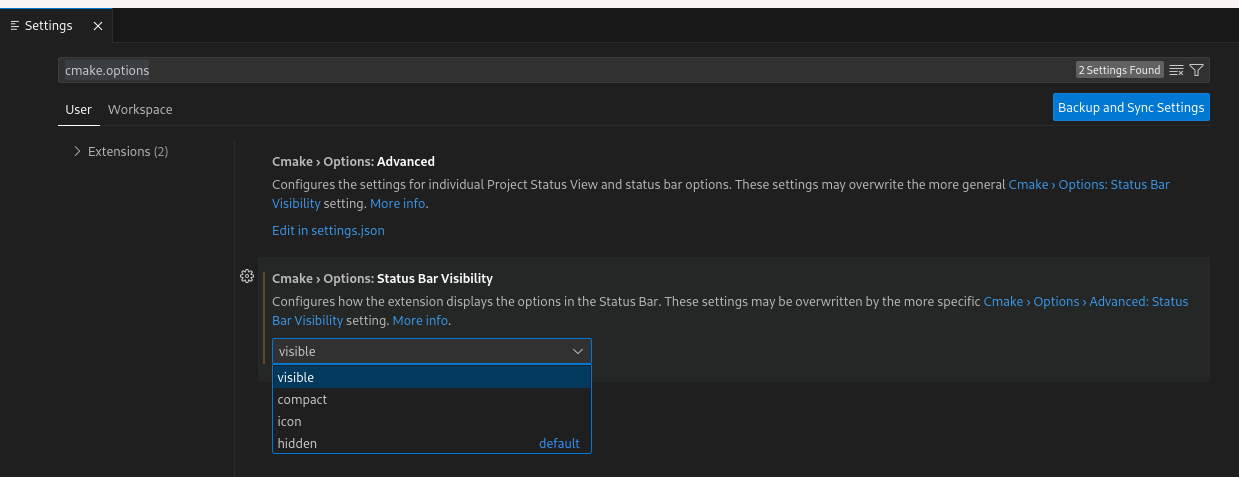 Settings
cmake.options
2 Settings Found
User Workspace
Backup and Sync Settings
Extensions (2)
Cmake › Options: Advanced
Configures the settings for individual Project Status View and status bar options. These settings may overwrite the more general Cmake › Options: Status Bar
Visibility setting. More info.
Edit in settings.json
Cmake › Options: Status Bar Visibility
Configures how the extension displays the options in the Status Bar. These settings may be overwritten by the more specific Cmake › Options › Advanced: Status
Bar Visibility setting. More info.
visible
visible
compact
icon
hidden default